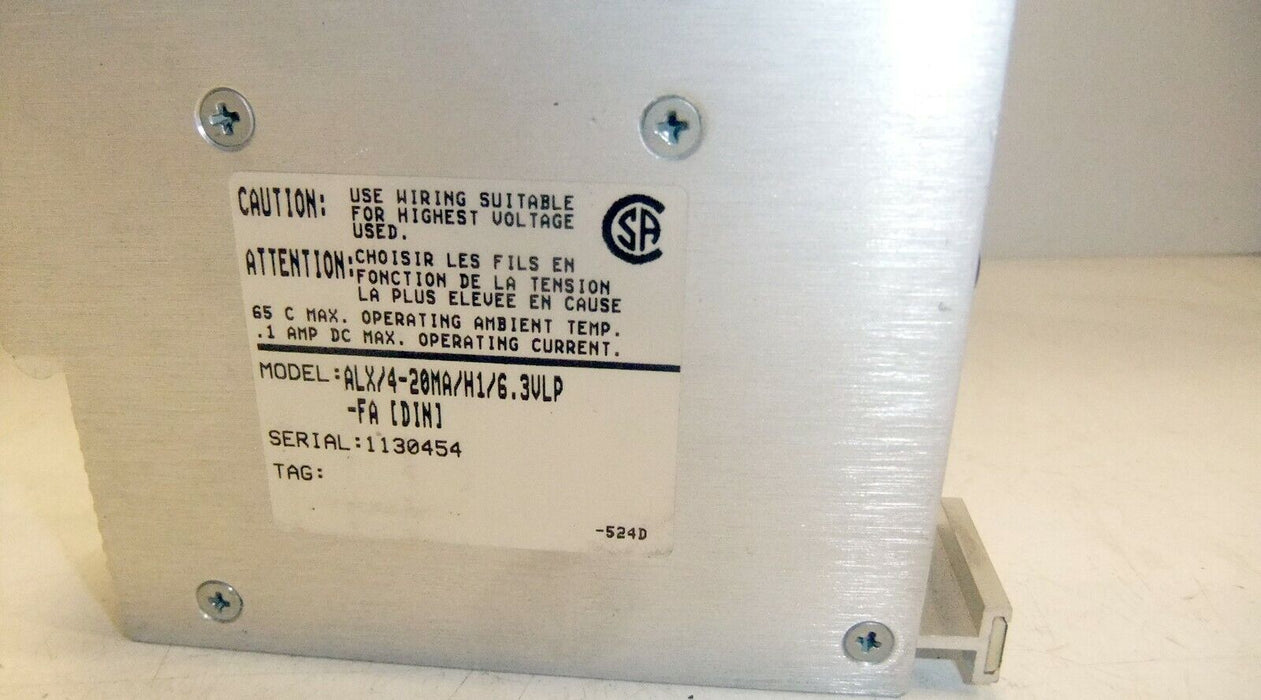 CAUTION: USE WIRING SUITABLE
FOR HIGHEST VOLTAGE
USED.
CSA
ATTENTION: CHOISIR LES FILS EN
FONCTION DE LA TENSION
LA PLUS ELEVEE EN CAUSE
65 C MAX. OPERATING AMBIENT TEMP.
.1 AMP DC MAX. OPERATING CURRENT.
MODEL: ALX/4-20MA/H1/6.3VLP
-FA [DIN]
SERIAL:1130454
TAG:
-524D